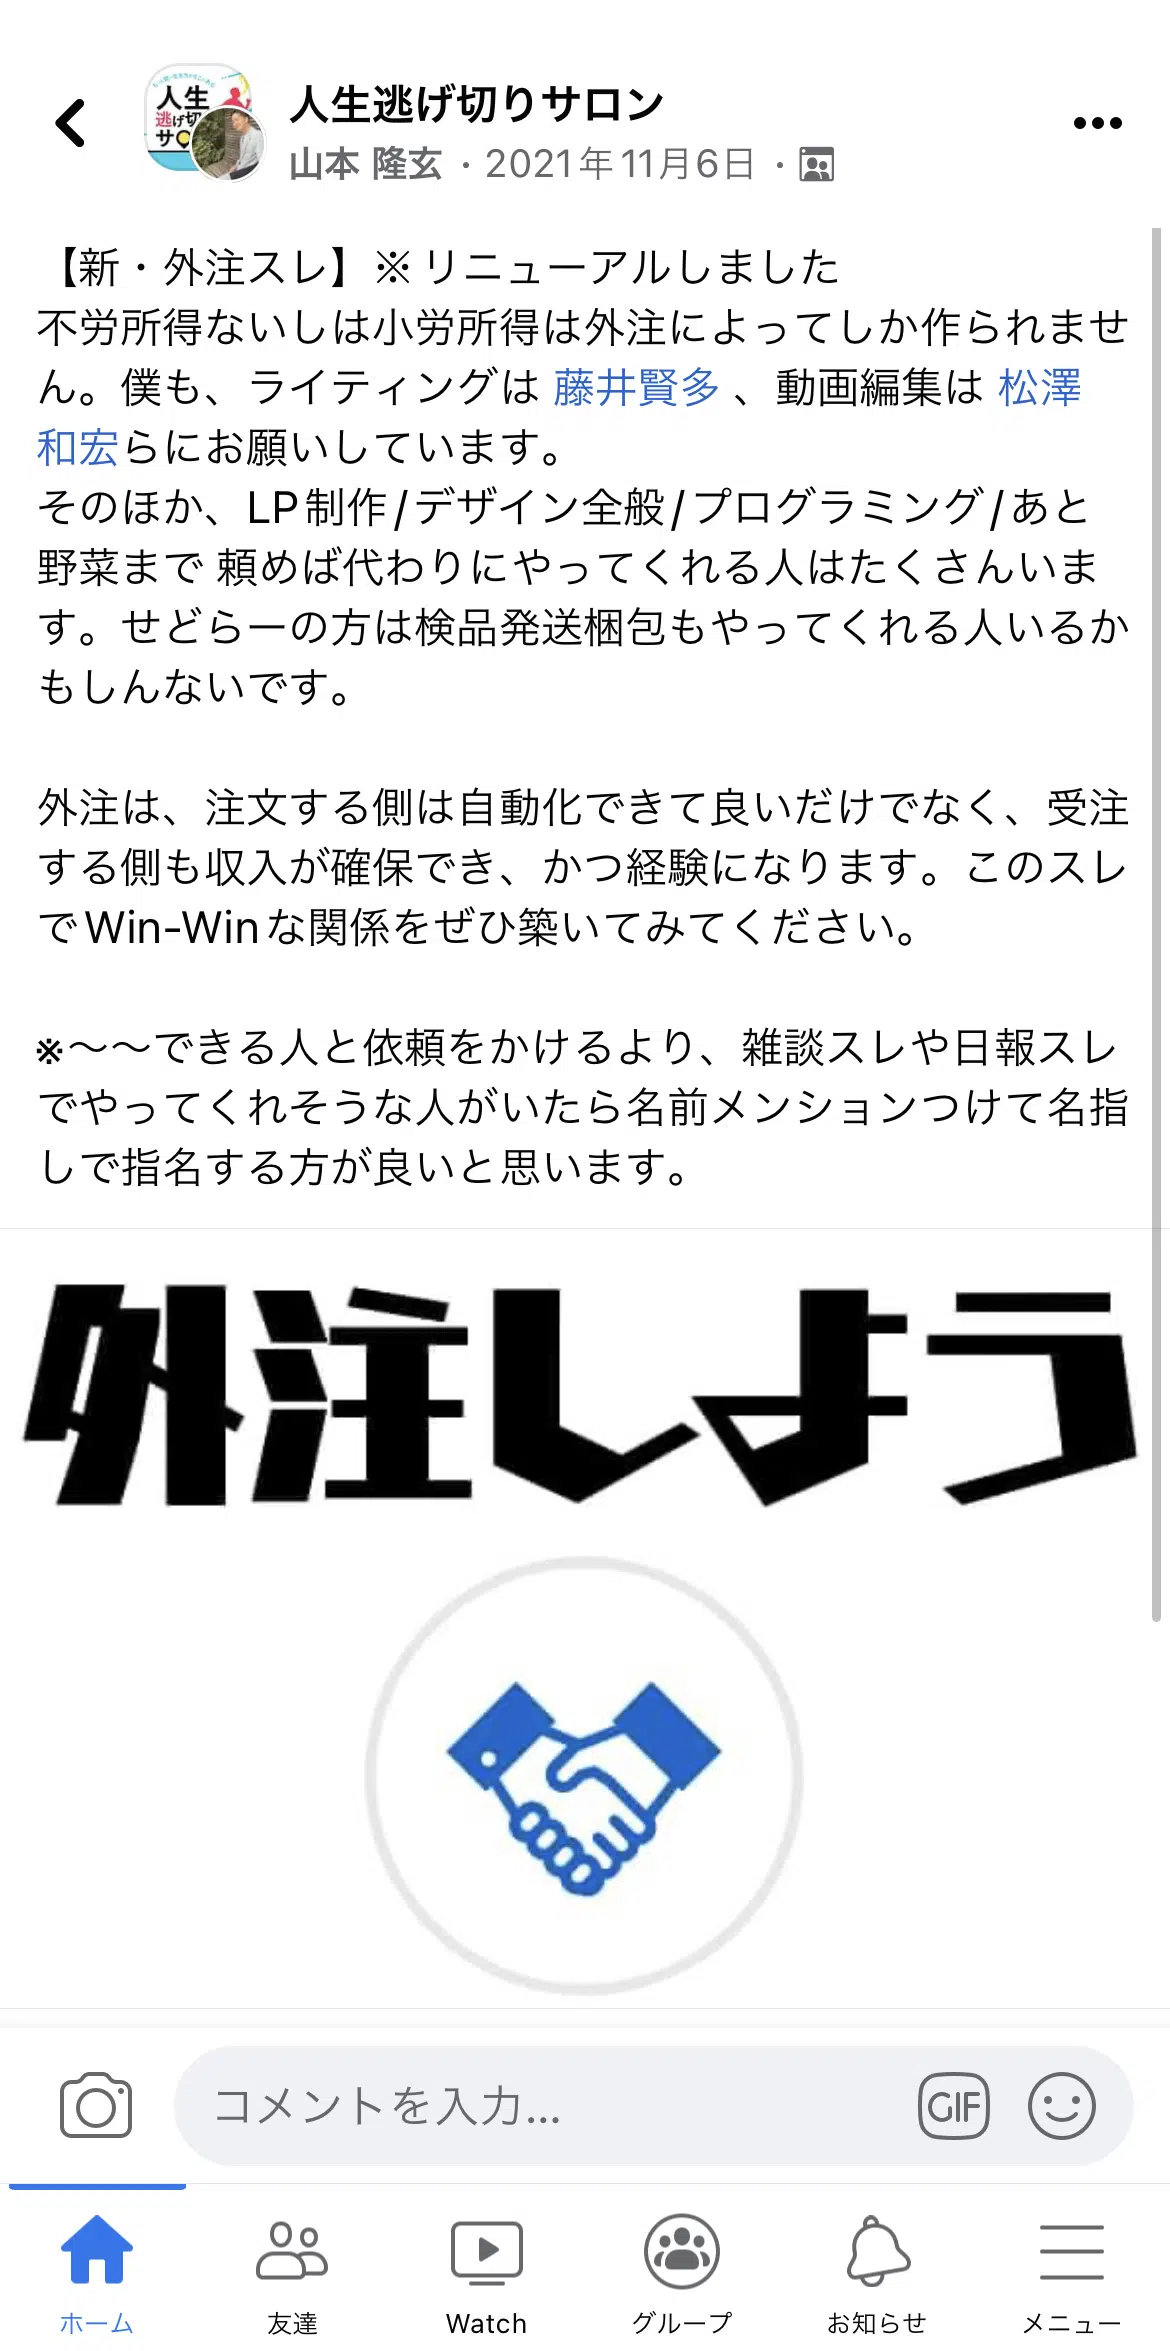 人生逃げ切りサロン
山本 隆玄 · 2021年11月6日 ·
【新・外注スレ】※リニューアルしました
不労所得ないしは小労所得は外注によってしか作られませ
ん。僕も、ライティングは 藤井賢多 、動画編集は 松澤
和宏らにお願いしています。
そのほか、LP制作/デザイン全般/プログラミング/あと
野菜まで 頼めば代わりにやってくれる人はたくさんいま
す。せどらーの方は検品発送梱包もやってくれる人いるか
もしんないです。
外注は、注文する側は自動化できて良いだけでなく、受注
する側も収入が確保でき、かつ経験になります。このスレ
でWin-Winな関係をぜひ築いてみてください。
※〜〜できる人と依頼をかけるより、雑談スレや日報スレ
でやってくれそうな人がいたら名前メンションつけて名指
しで指名する方が良いと思います。
外注しよう
コメントを入力...
GIF
ホーム
友達
Watch
グループ
お知らせ
メニュー